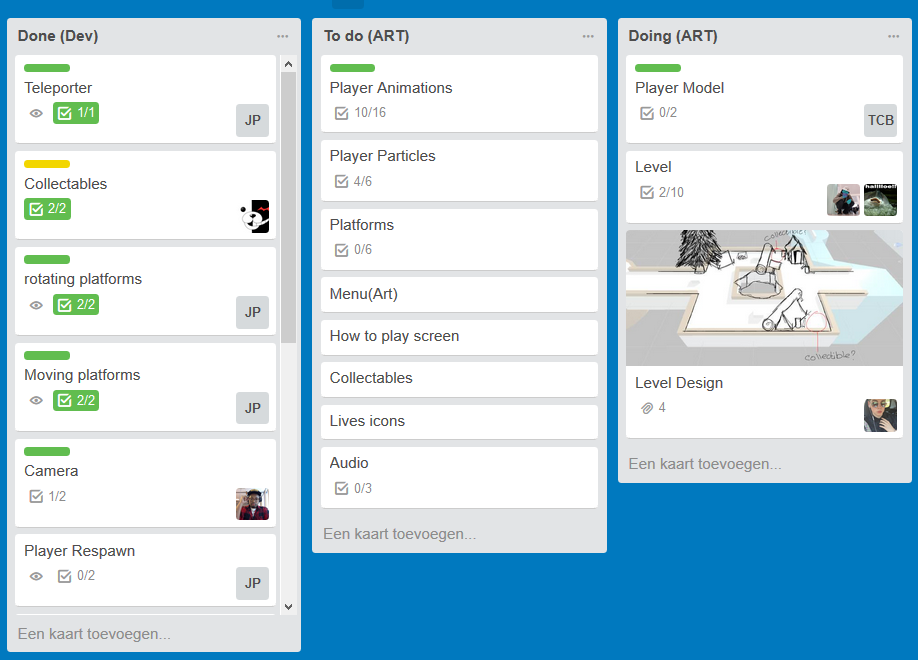 Done (Dev)
Teleporter
1/1
JP
Collectables
2/2
rotating platforms
2/2
JP
Moving platforms
2/2
JP
Camera
1/2
Player Respawn
0/2
JP
Een kaart toevoegen...
To do (ART)
Player Animations
10/16
Player Particles
4/6
Platforms
0/6
Menu(Art)
How to play screen
Collectables
Lives icons
Audio
0/3
Een kaart toevoegen...
Doing (ART)
Player Model
0/2
TCB
Level
2/10
hallloe!!
Collectible!
collectible?
Level Design
4
Een kaart toevoegen...